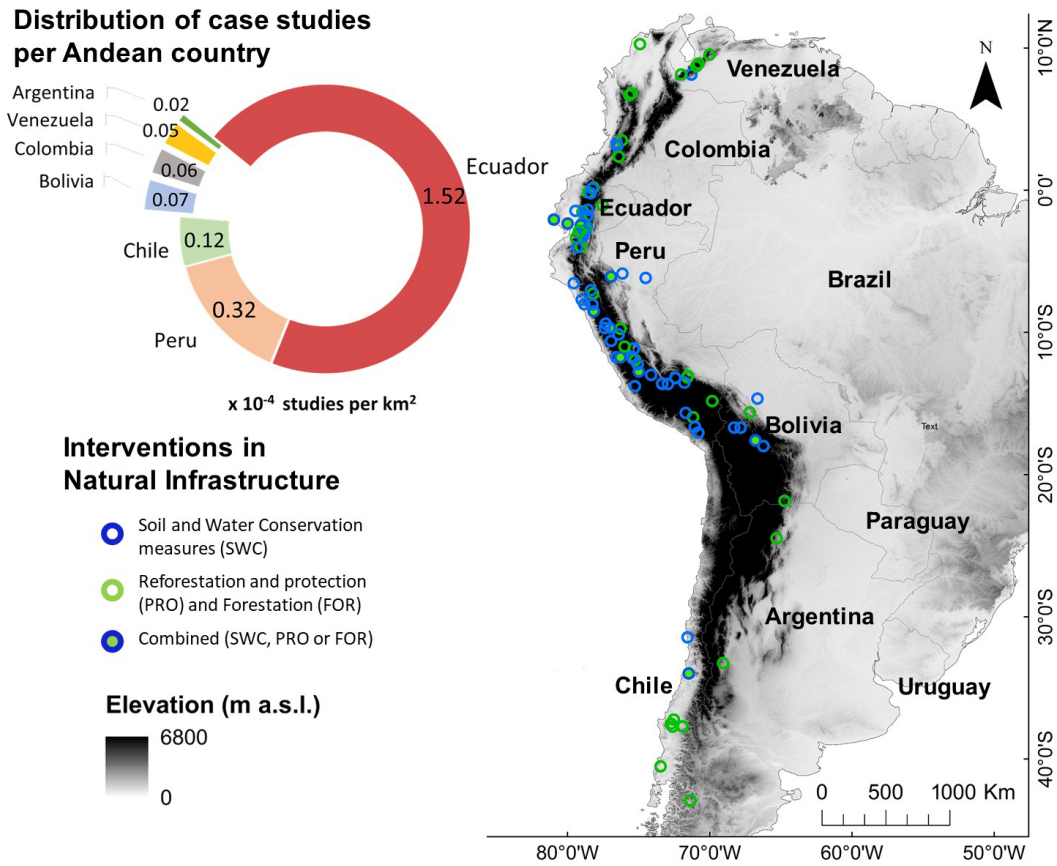 Distribution of case studies
per Andean country
Argentina
0.02
Venezuela
0.05
Colombia
0.06
Bolivia
0.07
Chile
0.12
Peru
0.32
Ecuador
1.52
x 10⁻⁴ studies per km²
Interventions in
Natural Infrastructure
Soil and Water Conservation
measures (SWC)
Reforestation and protection
(PRO) and Forestation (FOR)
Combined (SWC, PRO or FOR)
Elevation (m a.s.l.)
6800
0
N
Venezuela
Colombia
Ecuador
Peru
Brazil
Bolivia
Text
Paraguay
Argentina
Chile
Uruguay
0 500 1000 Km
10°0'N
0°0'
10°0'S
20°0'S
30°0'S
40°0'S
80°0'W 70°0'W 60°0'W 50°0'W